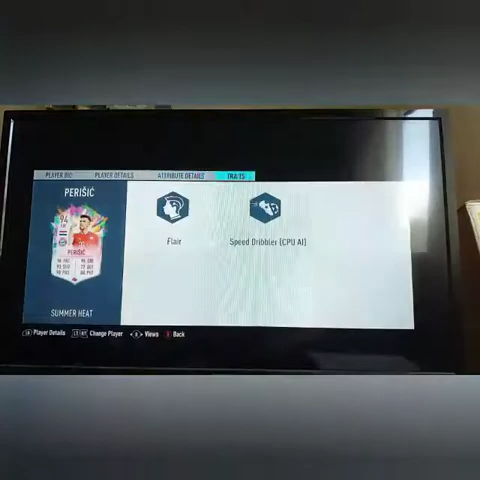 PLAYER BIO PLAYER DETAILS ATTRIBUTE DETAILS TRAITS
PERIŠIĆ
94
PERIŠIĆ
Flair
Speed Dribbler (CPU AI)
SUMMER HEAT
Player Details Change Player Views Back